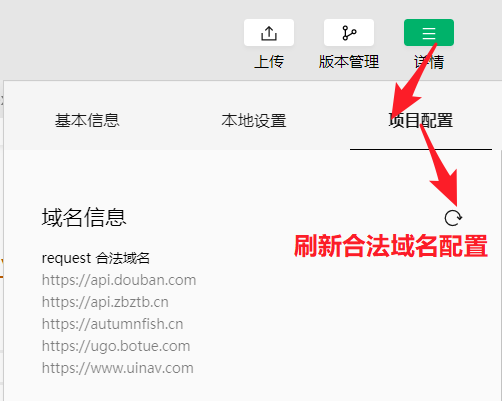 上传 版本管理 详情
基本信息 本地设置 项目配置
域名信息
刷新合法域名配置
request 合法域名
https://api.douban.com
https://api.zbztb.cn
https://autumnfish.cn
https://ugo.botue.com
https://www.uinav.com